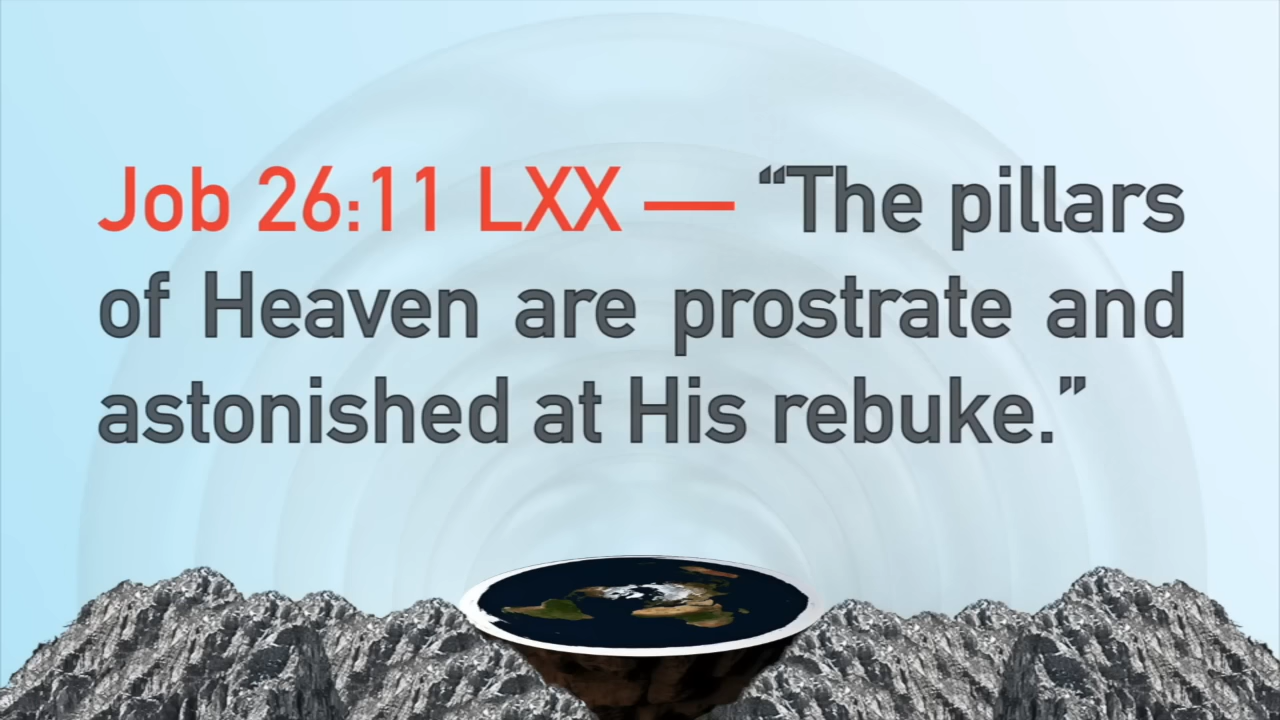 Job 26:11 LXX — “The pillars
of Heaven are prostrate and
astonished at His rebuke.”